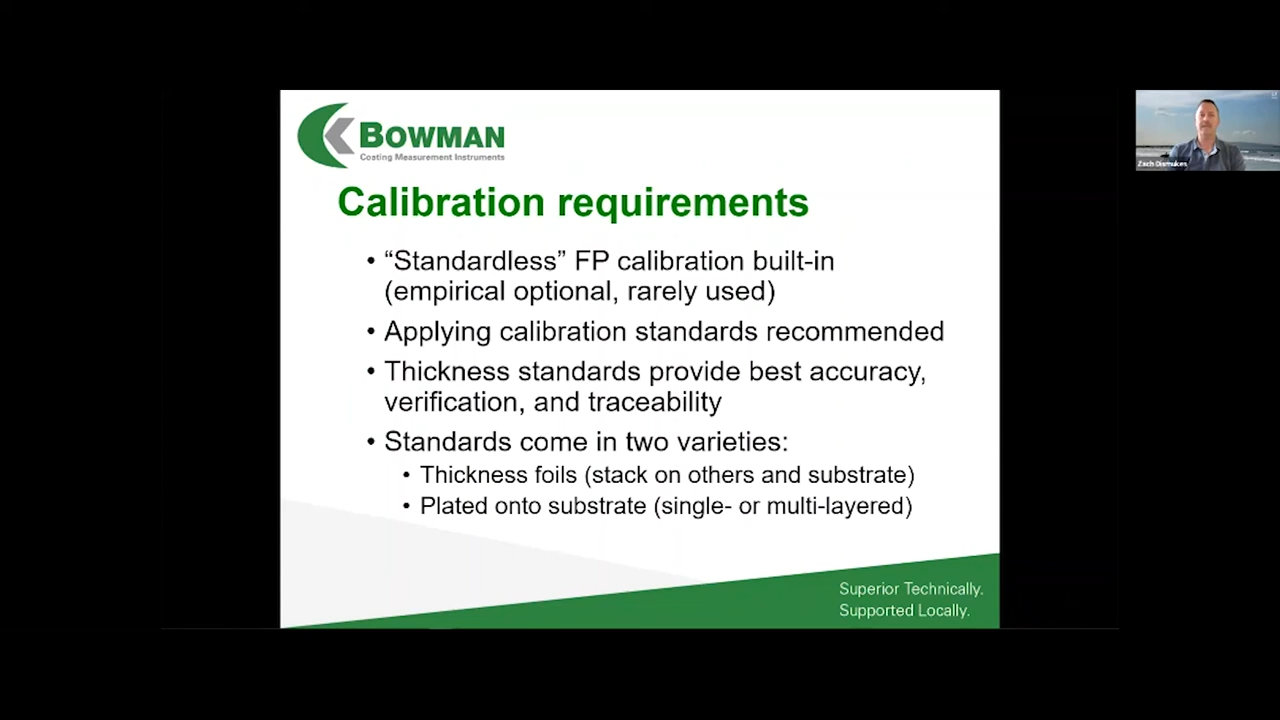 BOWMAN
Coating Measurement Instruments
Calibration requirements
• “Standardless” FP calibration built-in
(empirical optional, rarely used)
• Applying calibration standards recommended
• Thickness standards provide best accuracy,
verification, and traceability
• Standards come in two varieties:
• Thickness foils (stack on others and substrate)
• Plated onto substrate (single- or multi-layered)
Superior Technically.
Supported Locally.
Zach Dismukes